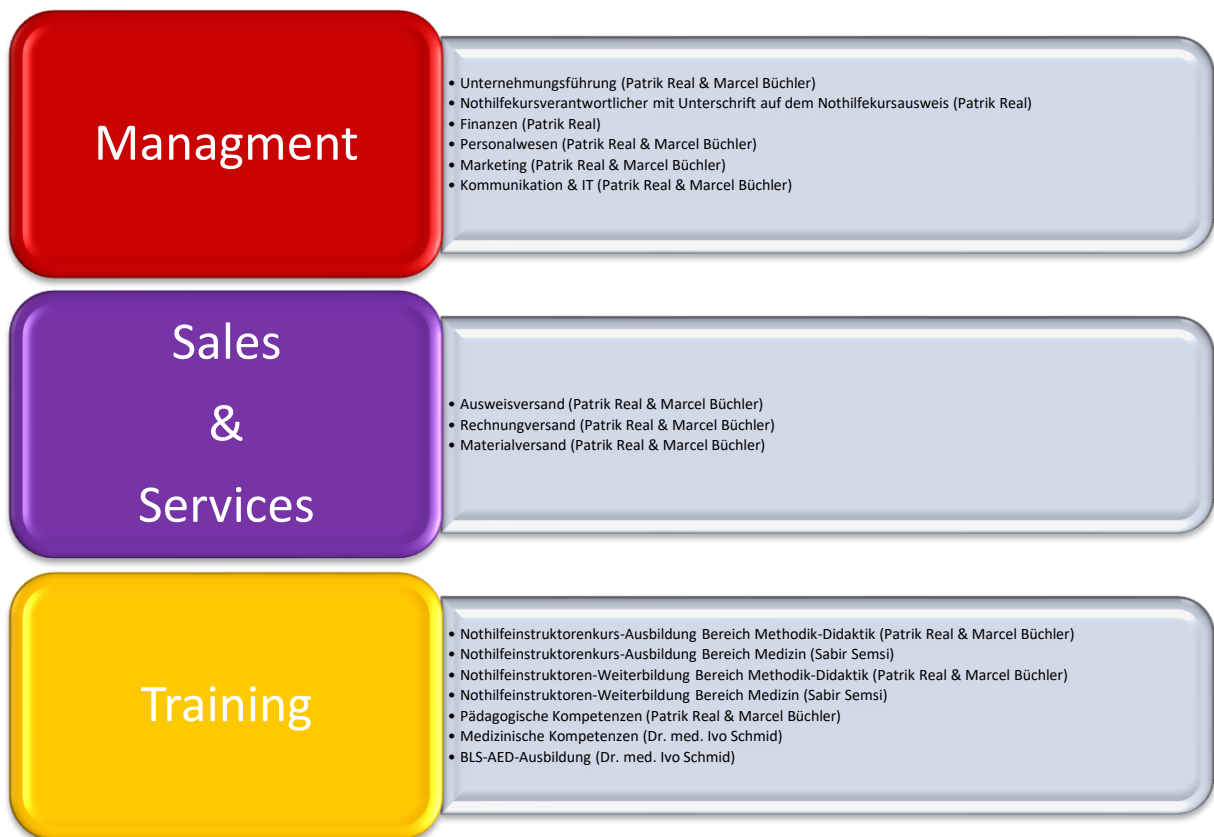 Managment
• Unternehmungsführung (Patrik Real & Marcel Büchler)
• Nothilfekursverantwortlicher mit Unterschrift auf dem Nothilfekursausweis (Patrik Real)
• Finanzen (Patrik Real)
• Personalwesen (Patrik Real & Marcel Büchler)
• Marketing (Patrik Real & Marcel Büchler)
• Kommunikation & IT (Patrik Real & Marcel Büchler)
Sales
&
Services
• Ausweisversand (Patrik Real & Marcel Büchler)
• Rechnungversand (Patrik Real & Marcel Büchler)
• Materialversand (Patrik Real & Marcel Büchler)
Training
• Nothilfeinstruktorenkurs-Ausbildung Bereich Methodik-Didaktik (Patrik Real & Marcel Büchler)
• Nothilfeinstruktorenkurs-Ausbildung Bereich Medizin (Sabir Semsi)
• Nothilfeinstruktoren-Weiterbildung Bereich Methodik-Didaktik (Patrik Real & Marcel Büchler)
• Nothilfeinstruktoren-Weiterbildung Bereich Medizin (Sabir Semsi)
• Pädagogische Kompetenzen (Patrik Real & Marcel Büchler)
• Medizinische Kompetenzen (Dr. med. Ivo Schmid)
• BLS-AED-Ausbildung (Dr. med. Ivo Schmid)